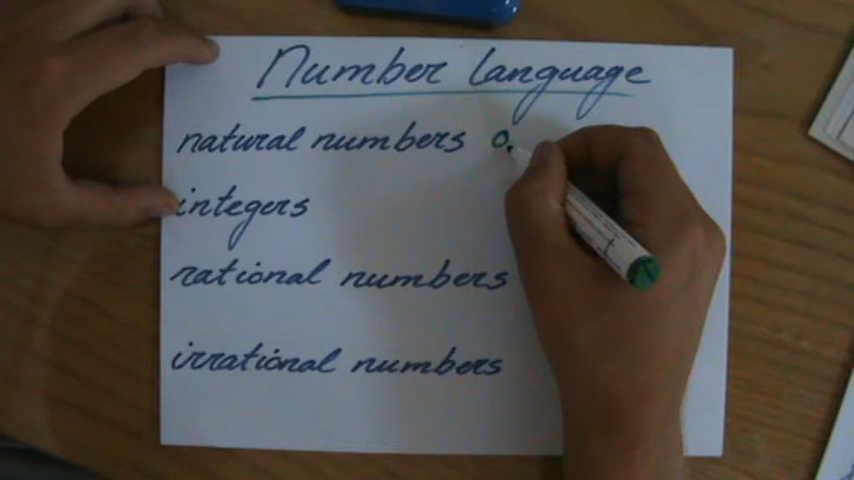 Number language
natural numbers 0,
integers
rational numbers
irrational numbers